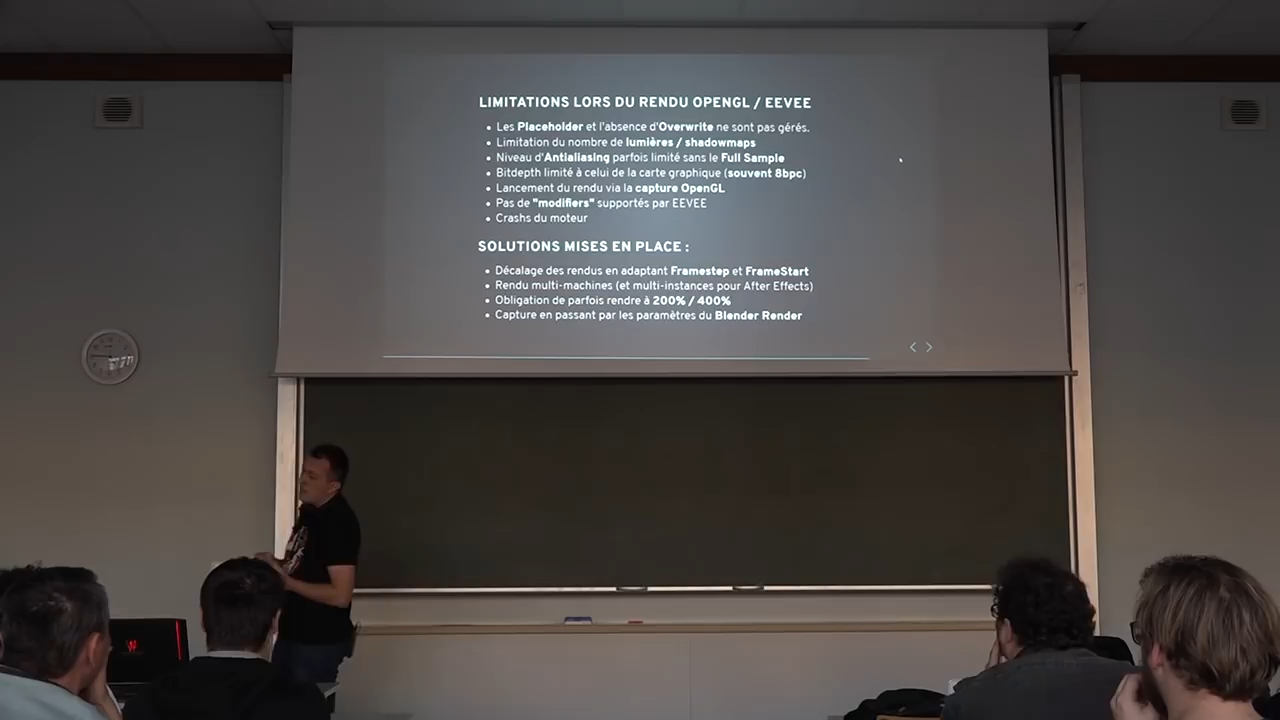 LIMITATIONS LORS DU RENDU OPENGL / EEVEE
Les Placeholder et l'absence d'Overwrite ne sont pas gérés.
Limitation du nombre de lumières / shadowmaps
Niveau d'Antialiasing parfois limité sans le Full Sample
Bitdepth limité à celui de la carte graphique (souvent 8bpc)
Lancement du rendu via la capture OpenGL
Pas de "modifiers" supportés par EEVEE
Crashs du moteur
SOLUTIONS MISES EN PLACE :
Décalage des rendus en adaptant Framestep et FrameStart
Rendu multi-machines (et multi-instances pour After Effects)
Obligation de parfois rendre à 200% / 400%
Capture en passant par les paramètres du Blender Render